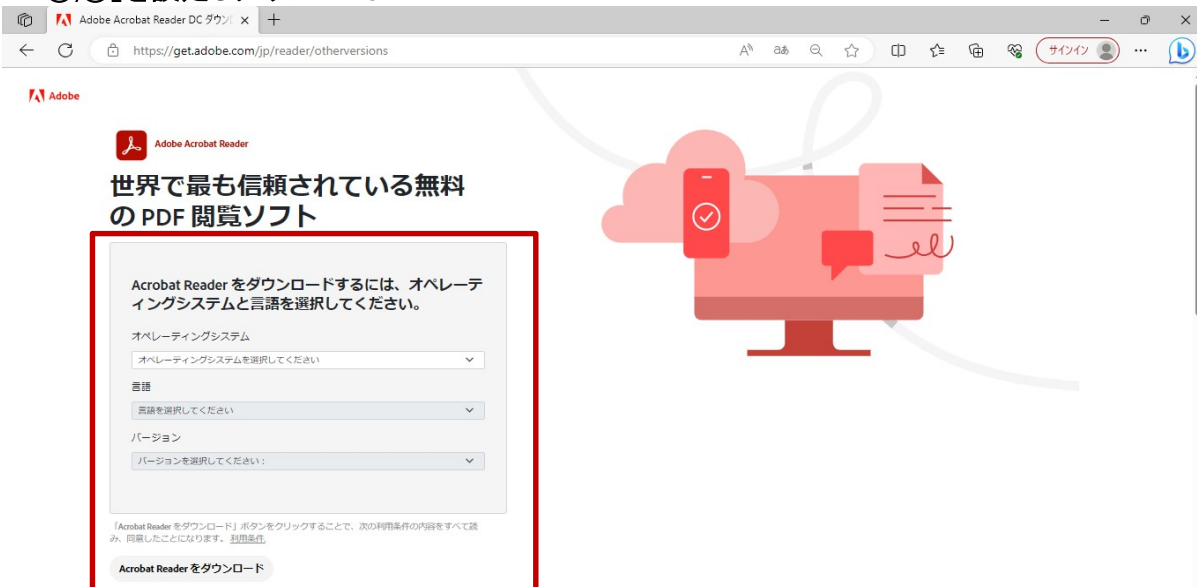 Adobe Acrobat Reader DC ダウン
https://get.adobe.com/jp/reader/otherversions
サインイン
Adobe
Adobe Acrobat Reader
世界で最も信頼されている無料
の PDF 閲覧ソフト
Acrobat Reader をダウンロードするには、オペレーテ
ィングシステムと言語を選択してください。
オペレーティングシステム
オペレーティングシステムを選択してください
言語
言語を選択してください
バージョン
バージョンを選択してください :
「Acrobat Reader をダウンロード」ボタンをクリックすることで、次の利用条件の内容をすべて読
み、同意したことになります。 利用条件.
Acrobat Reader をダウンロード